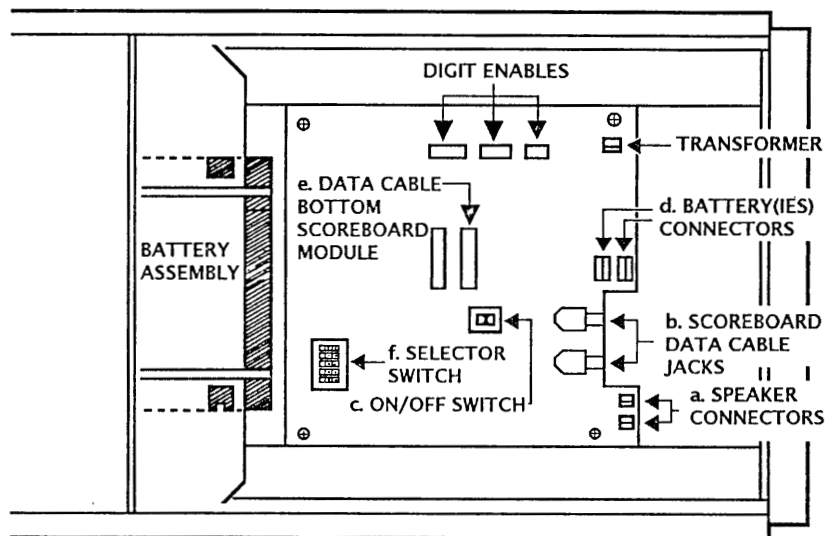 DIGIT ENABLES
TRANSFORMER
e. DATA CABLE
BOTTOM
SCOREBOARD
MODULE
d. BATTERY(IES)
CONNECTORS
BATTERY
ASSEMBLY
b. SCOREBOARD
DATA CABLE
JACKS
f. SELECTOR
SWITCH
c. ON/OFF SWITCH
a. SPEAKER
CONNECTORS